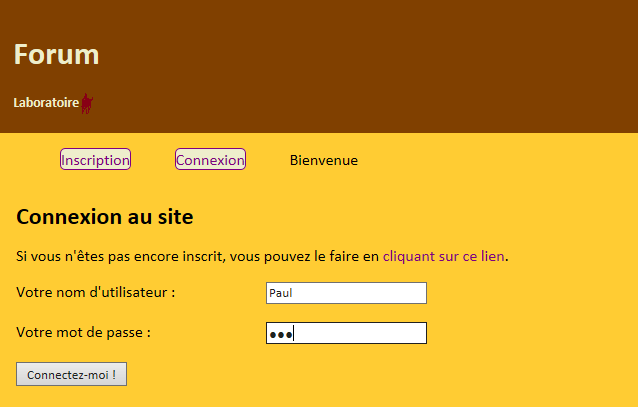 Forum
Laboratoire
Inscription Connexion Bienvenue
Connexion au site
Si vous n'êtes pas encore inscrit, vous pouvez le faire en cliquant sur ce lien.
Votre nom d'utilisateur : Paul
Votre mot de passe : ●●●
Connectez-moi !